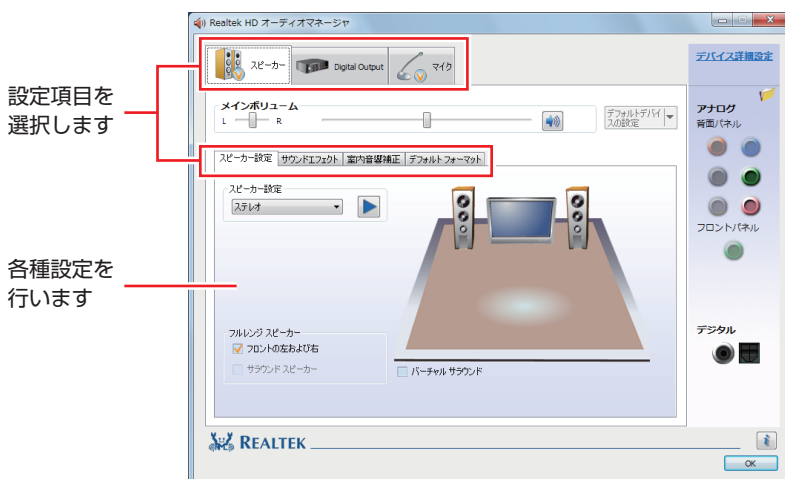 Realtek HD オーディオマネージャ
スピーカー
Digital Output
マイク
デバイス詳細設定
設定項目を
選択します
メインボリューム
L
R
デフォルトデバイ
スの設定
アナログ
背面パネル
スピーカー設定
サウンドエフェクト
室内音響補正
デフォルトフォーマット
スピーカー設定
ステレオ
フロントパネル
各種設定を
行います
フルレンジ スピーカー
フロントの左および右
サラウンド スピーカー
バーチャル サラウンド
デジタル
REALTEK
OK